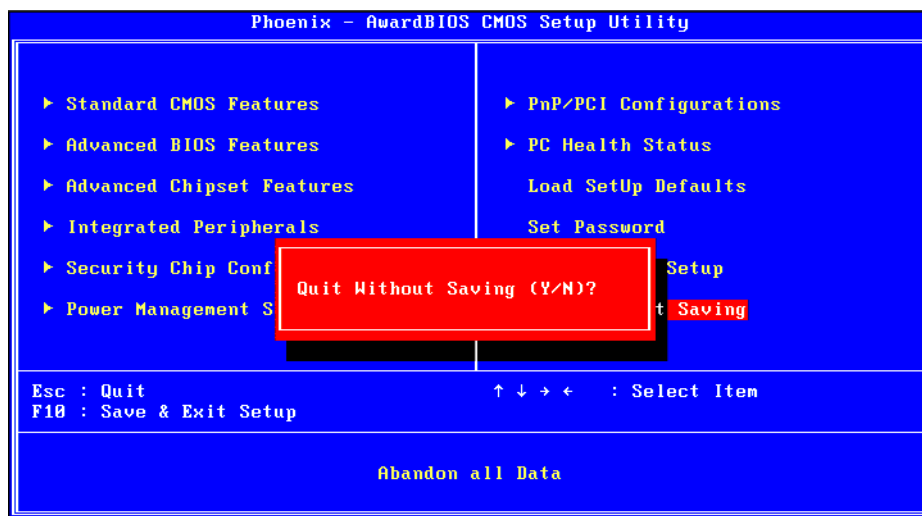 Phoenix - AwardBIOS CMOS Setup Utility
► Standard CMOS Features
► Advanced BIOS Features
► Advanced Chipset Features
► Integrated Peripherals
► Security Chip Conf
► Power Management S
► PnP/PCI Configurations
► PC Health Status
Load SetUp Defaults
Set Password
Setup
t Saving
Quit Without Saving (Y/N)?
Esc : Quit
↑ ↓ → ← : Select Item
F10 : Save & Exit Setup
Abandon all Data